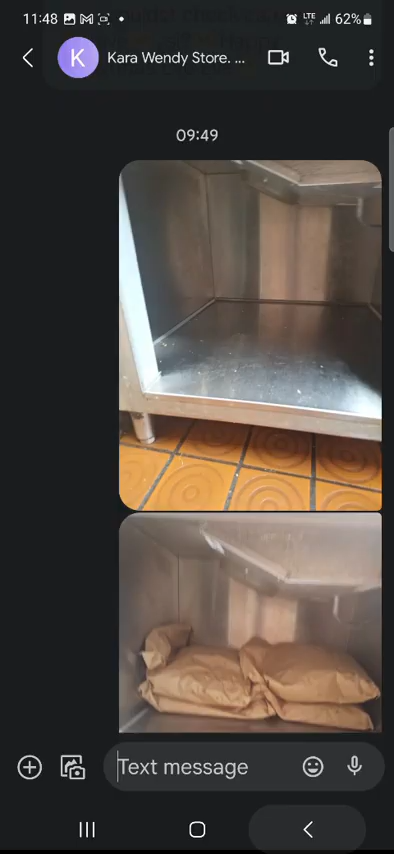 11:48
LTE
62%
K
Kara Wendy Store. ...
09:49
Text message